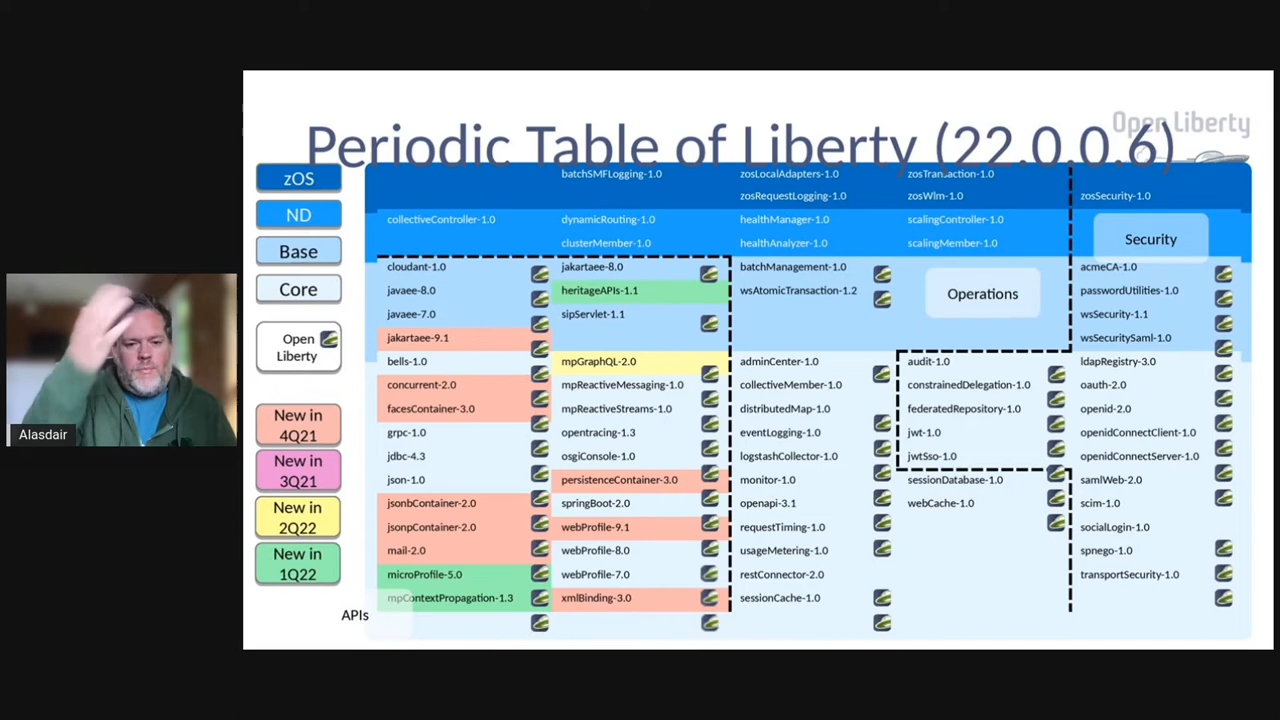 Open Liberty
Periodic Table of Liberty (22.0.0.6)
zOS
ND
Base
Core
Open
Liberty
New in
4Q21
New in
3Q21
New in
2Q22
New in
1Q22
APIs
Alasdair
batchSMFLogging-1.0 zosLocalAdapters-1.0 zosTransaction-1.0
zosRequestLogging-1.0 zosWlm-1.0 zosSecurity-1.0
collectiveController-1.0 dynamicRouting-1.0 healthManager-1.0 scalingController-1.0
Security
clusterMember-1.0 healthAnalyzer-1.0 scalingMember-1.0
cloudant-1.0 jakartaee-8.0 batchManagement-1.0 acmeCA-1.0
javaee-8.0 heritageAPIs-1.1 wsAtomicTransaction-1.2 Operations passwordUtilities-1.0
javaee-7.0 sipServlet-1.1 wsSecurity-1.1
jakartaee-9.1 wsSecuritySaml-1.0
bells-1.0 mpGraphQL-2.0 adminCenter-1.0 audit-1.0 ldapRegistry-3.0
concurrent-2.0 mpReactiveMessaging-1.0 collectiveMember-1.0 constrainedDelegation-1.0 oauth-2.0
facesContainer-3.0 mpReactiveStreams-1.0 distributedMap-1.0 federatedRepository-1.0 openid-2.0
grpc-1.0 opentracing-1.3 eventLogging-1.0 jwt-1.0 openidConnectClient-1.0
jdbc-4.3 osgiConsole-1.0 logstashCollector-1.0 jwtSso-1.0 openidConnectServer-1.0
json-1.0 persistenceContainer-3.0 monitor-1.0 sessionDatabase-1.0 samlWeb-2.0
jsonbContainer-2.0 springBoot-2.0 openapi-3.1 webCache-1.0 scim-1.0
jsonpContainer-2.0 webProfile-9.1 requestTiming-1.0 socialLogin-1.0
mail-2.0 webProfile-8.0 usageMetering-1.0 spnego-1.0
microProfile-5.0 webProfile-7.0 restConnector-2.0 transportSecurity-1.0
mpContextPropagation-1.3 xmlBinding-3.0 sessionCache-1.0